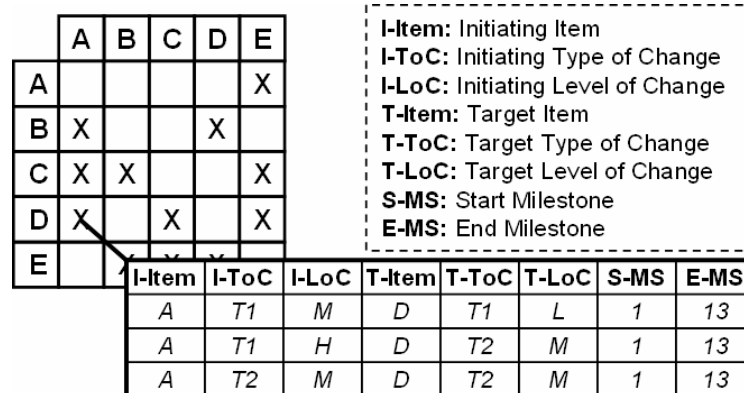 A B C D E
A X
B X X
C X X X
D X X X
E
I-Item: Initiating Item
I-ToC: Initiating Type of Change
I-LoC: Initiating Level of Change
T-Item: Target Item
T-ToC: Target Type of Change
T-LoC: Target Level of Change
S-MS: Start Milestone
E-MS: End Milestone
I-Item I-ToC I-LoC T-Item T-ToC T-LoC S-MS E-MS
A T1 M D T1 L 1 13
A T1 H D T2 M 1 13
A T2 M D T2 M 1 13